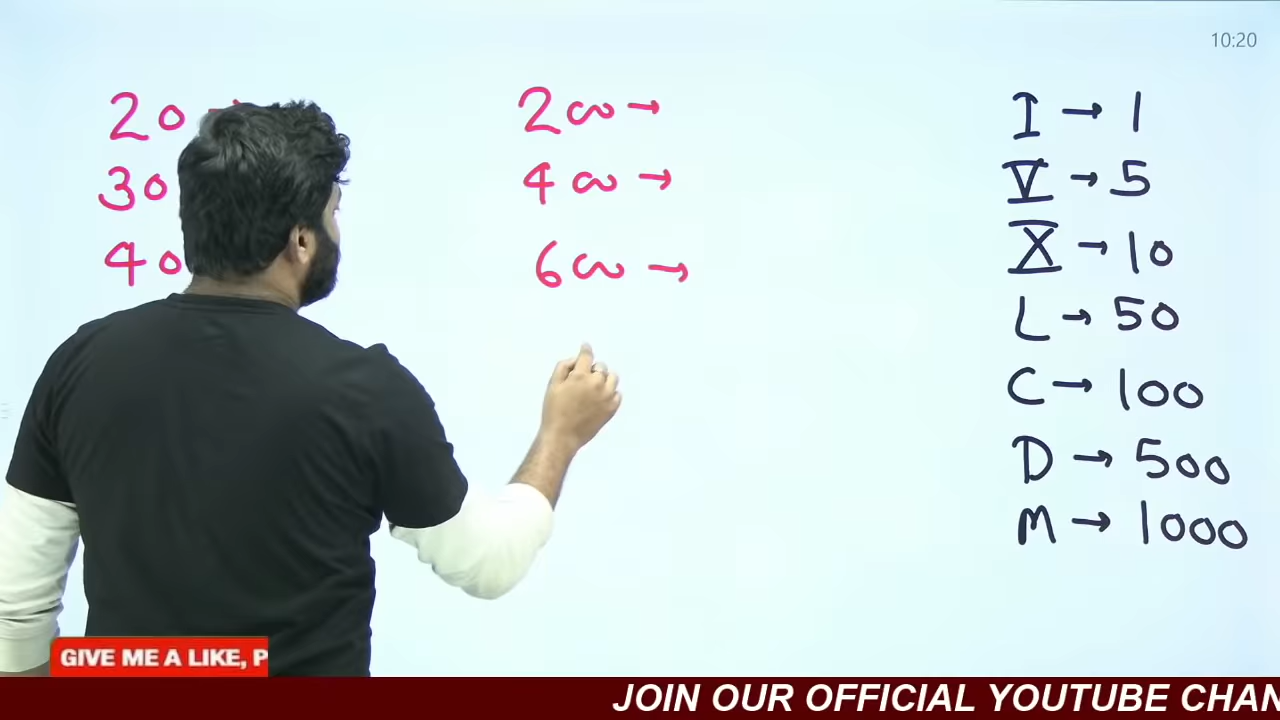 10:20
20 →
30
40
200 →
400 →
600 →
I → 1
V → 5
X → 10
L → 50
C → 100
D → 500
M → 1000
GIVE ME A LIKE, P
JOIN OUR OFFICIAL YOUTUBE CHAN